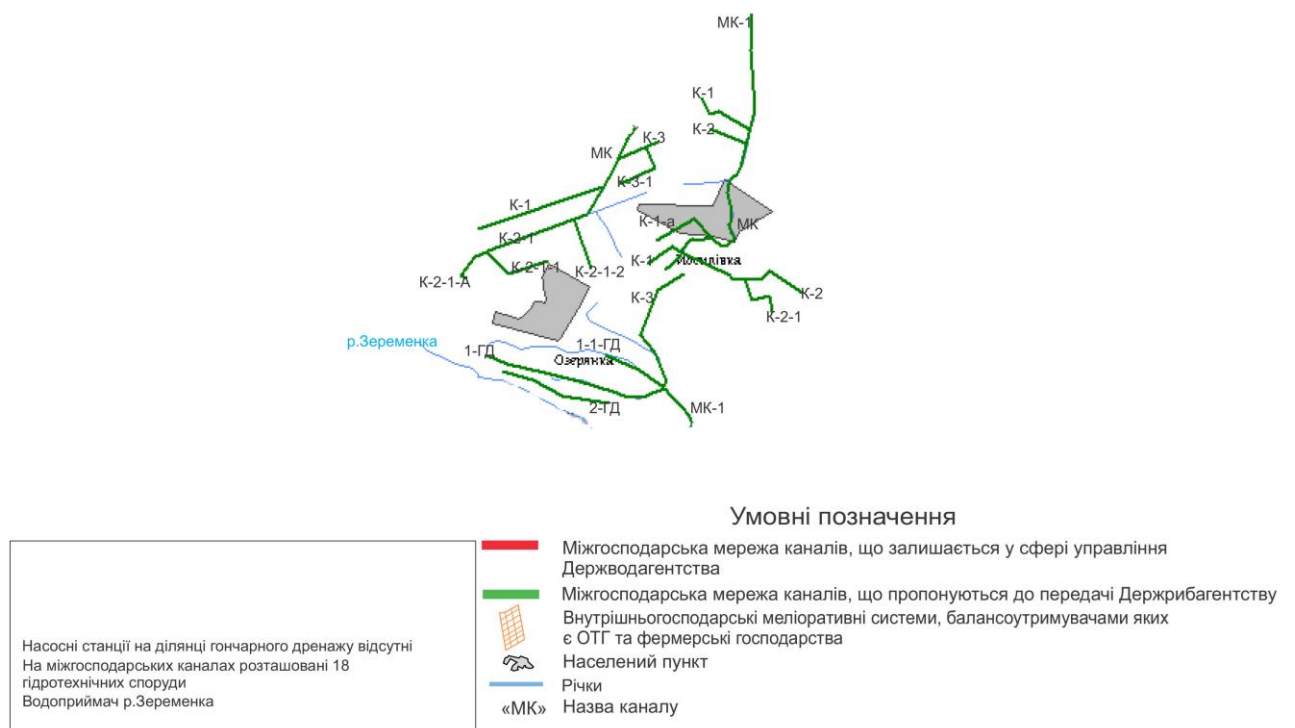 МК-1
К-1
К-2
К-3
МК
К-3-1
К-1
К-1-а
МК
К-2-1
К-1
Йосипівка
К-2-1-1
К-2-1-2
К-2-1-А
К-2
К-3
К-2-1
р.Зеременка
1-ГД
1-1-ГД
Озерянка
2-ГД
МК-1
Умовні позначення
Міжгосподарська мережа каналів, що залишається у сфері управління
Держводагентства
Міжгосподарська мережа каналів, що пропонуються до передачі Держрибагентству
Внутрішньогосподарські меліоративні системи, балансоутримувачами яких
є ОТГ та фермерські господарства
Населений пункт
Річки
«МК» Назва каналу
Насосні станції на ділянці гончарного дренажу відсутні
На міжгосподарських каналах розташовані 18
гідротехнічних споруди
Водоприймач р.Зеременка